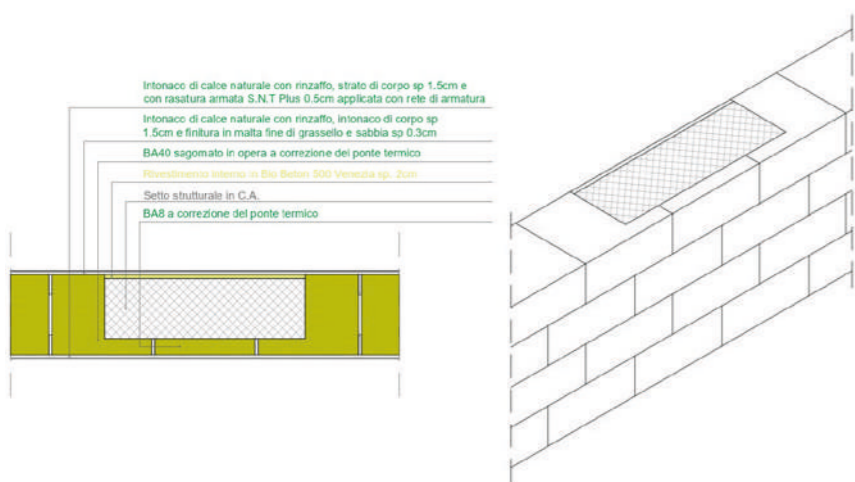 Intonaco di calce naturale con rinzaffo, strato di corpo sp 1.5cm e
con rasatura armata S.N.T Plus 0.5cm applicata con rete di armatura
Intonaco di calce naturale con rinzaffo, intonaco di corpo sp
1.5cm e finitura in malta fine di grassello e sabbia sp 0.3cm
BA40 sagomato in opera a correzione del ponte termico
Rivestimento interno in Bio Beton 500 Venezia sp. 2cm
Setto strutturale in C.A.
BA8 a correzione del ponte termico